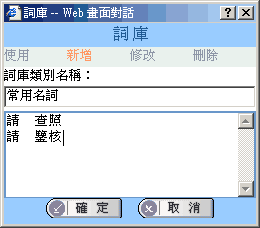 詞庫 -- Web 畫面對話
詞庫
使用 新增 修改 刪除
詞庫類別名稱：
常用名詞
請 查照
請 鑒核
確定 取消